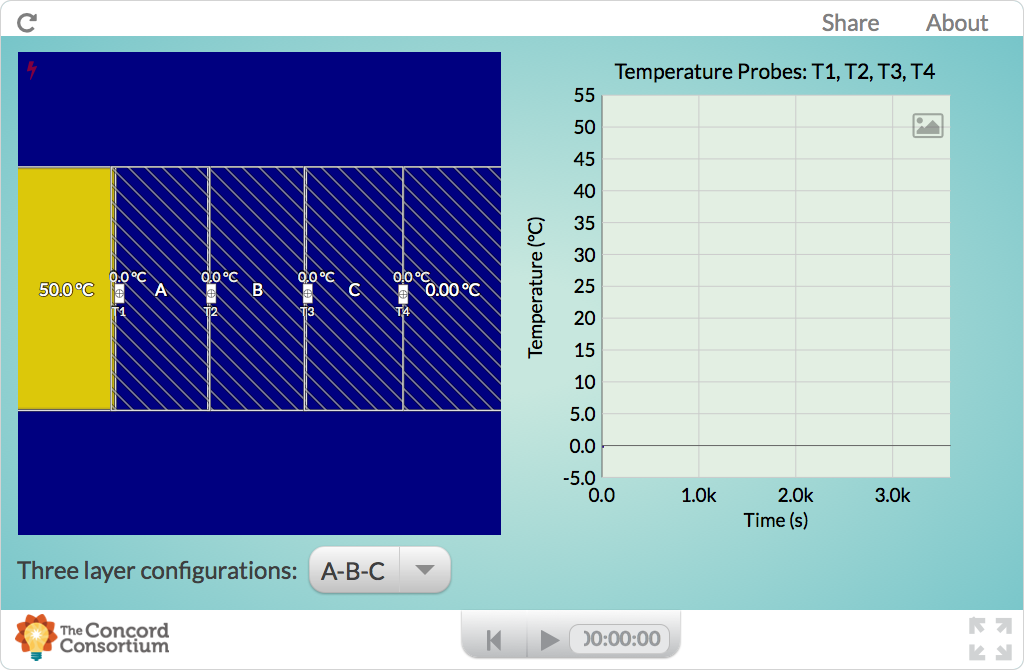 Share About
Temperature Probes: T1, T2, T3, T4
55
50
45
40
35
30
25
20
15
10
5.0
0.0
-5.0
Temperature (°C)
0.0 1.0k 2.0k 3.0k
Time (s)
0.0 °C 0.0 °C 0.0 °C 0.0 °C
50.0 °C A B C 0.00 °C
T1 T2 T3 T4
Three layer configurations: A-B-C
The Concord
Consortium
00:00:00